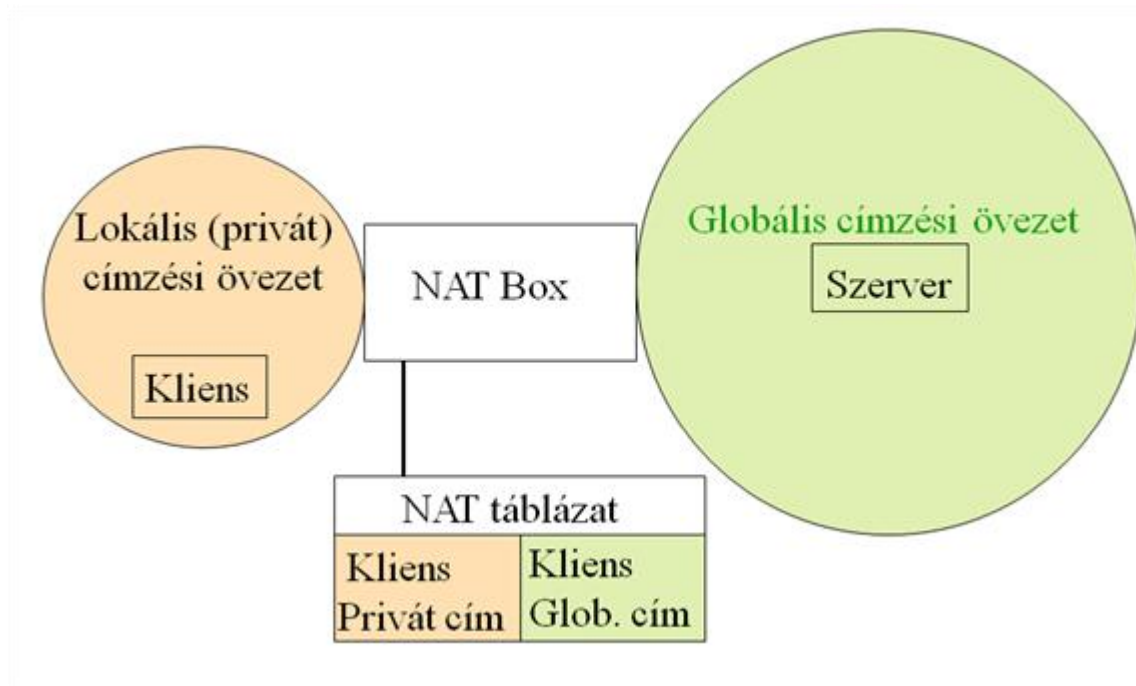 Lokális (privát)
címzési övezet
Kliens
NAT Box
Globális címzési övezet
Szerver
NAT táblázat
Kliens
Privát cím
Kliens
Glob. cím